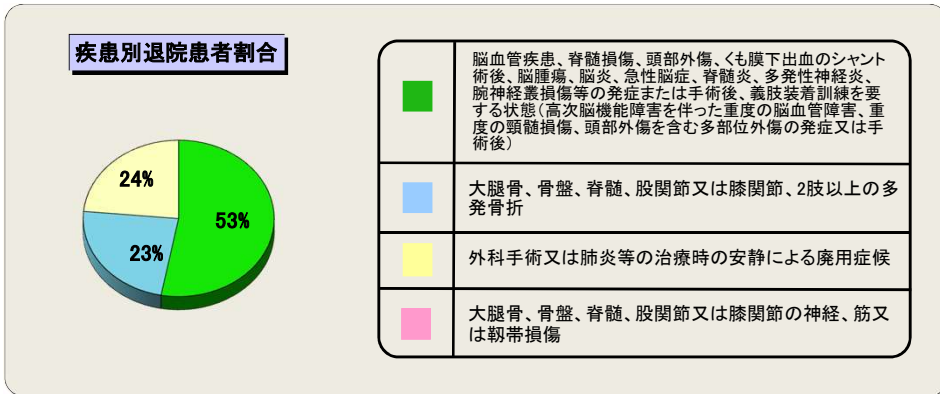 疾患別退院患者割合
24%
53%
23%
脳血管疾患、脊髄損傷、頭部外傷、くも膜下出血のシャント
術後、脳腫瘍、脳炎、急性脳症、脊髄炎、多発性神経炎、
腕神経叢損傷等の発症または手術後、義肢装着訓練を要
する状態(高次脳機能障害を伴った重度の脳血管障害、重
度の頸髄損傷、頭部外傷を含む多部位外傷の発症又は手
術後)
大腿骨、骨盤、脊髄、股関節又は膝関節、2肢以上の多
発骨折
外科手術又は肺炎等の治療時の安静による廃用症候
大腿骨、骨盤、脊髄、股関節又は膝関節の神経、筋又
は靱帯損傷